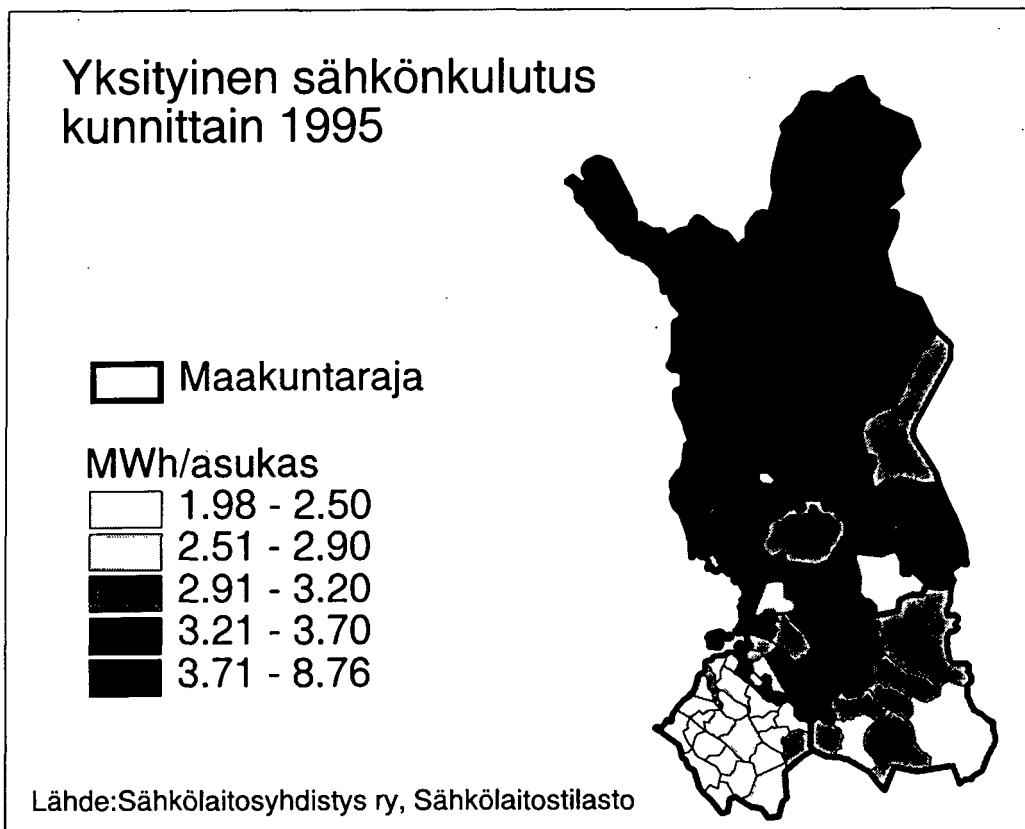 Yksityinen sähkönkulutus
kunnittain 1995
Maakuntaraja
MWh/asukas
1.98 - 2.50
2.51 - 2.90
2.91 - 3.20
3.21 - 3.70
3.71 - 8.76
Lähde:Sähkölaitosyhdistys ry, Sähkölaitostilasto